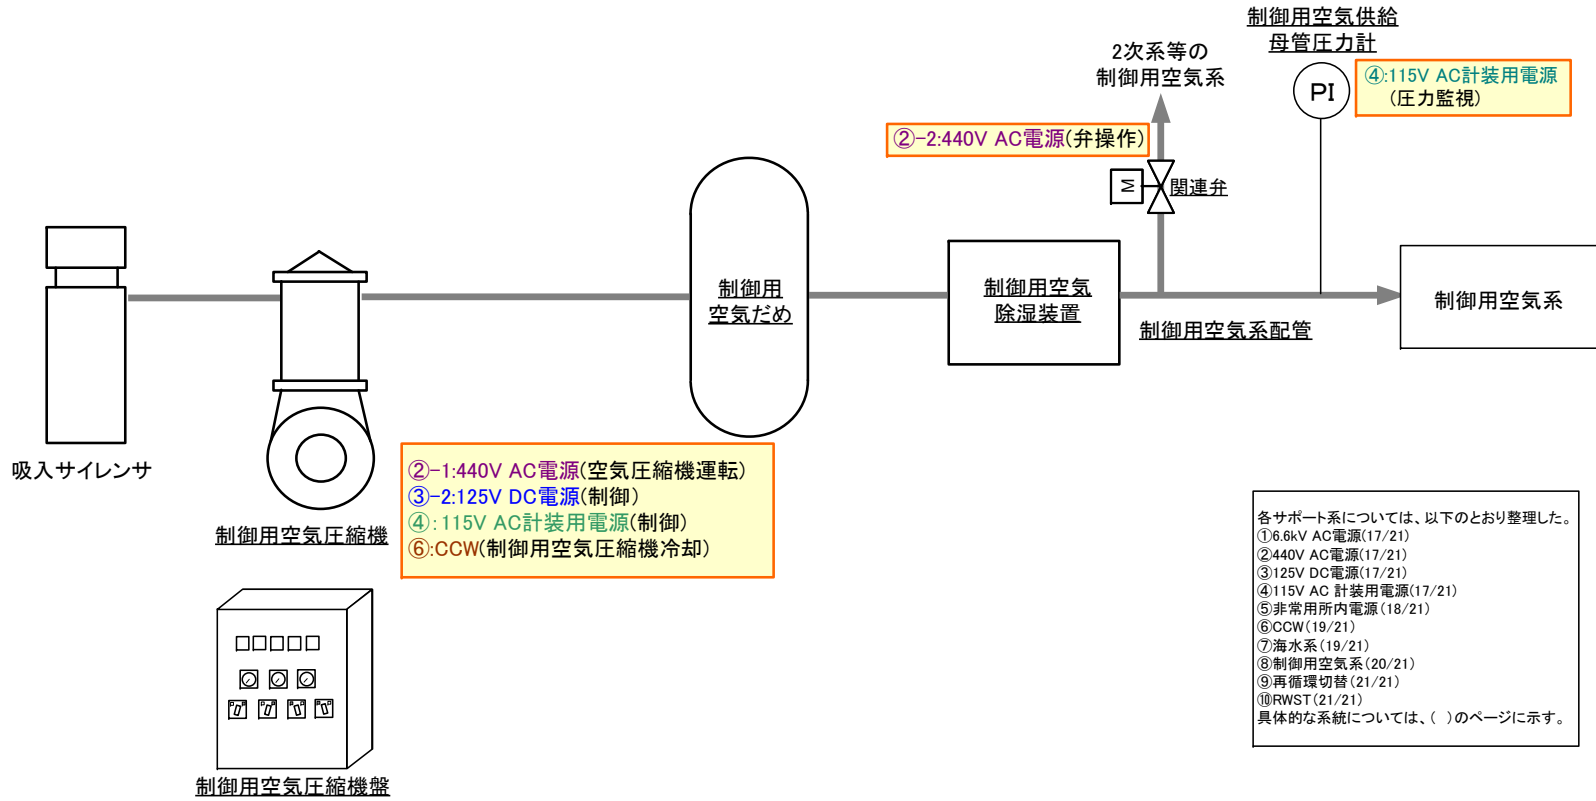 制御用空気供給
母管圧力計
2次系等の
制御用空気系
PI
④:115V AC計装用電源
(圧力監視)
②-2:440V AC電源(弁操作)
M
関連弁
制御用
空気だめ
制御用空気
除湿装置
制御用空気系
制御用空気系配管
吸入サイレンサ
②-1:440V AC電源(空気圧縮機運転)
③-2:125V DC電源(制御)
④:115V AC計装用電源(制御)
⑥:CCW(制御用空気圧縮機冷却)
制御用空気圧縮機
制御用空気圧縮機盤
各サポート系については、以下のとおり整理した。
①6.6kV AC電源(17/21)
②440V AC電源(17/21)
③125V DC電源(17/21)
④115V AC 計装用電源(17/21)
⑤非常用所内電源(18/21)
⑥CCW(19/21)
⑦海水系(19/21)
⑧制御用空気系(20/21)
⑨再循環切替(21/21)
⑩RWST(21/21)
具体的な系統については、( )のページに示す。